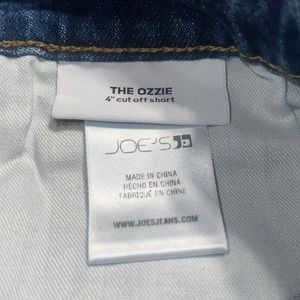 THE OZZIE
4" cut off short
JOE'S
MADE IN CHINA
HECHO EN CHINA
FABRIQUÉ EN CHINE
WWW.JOESJEANS.COM